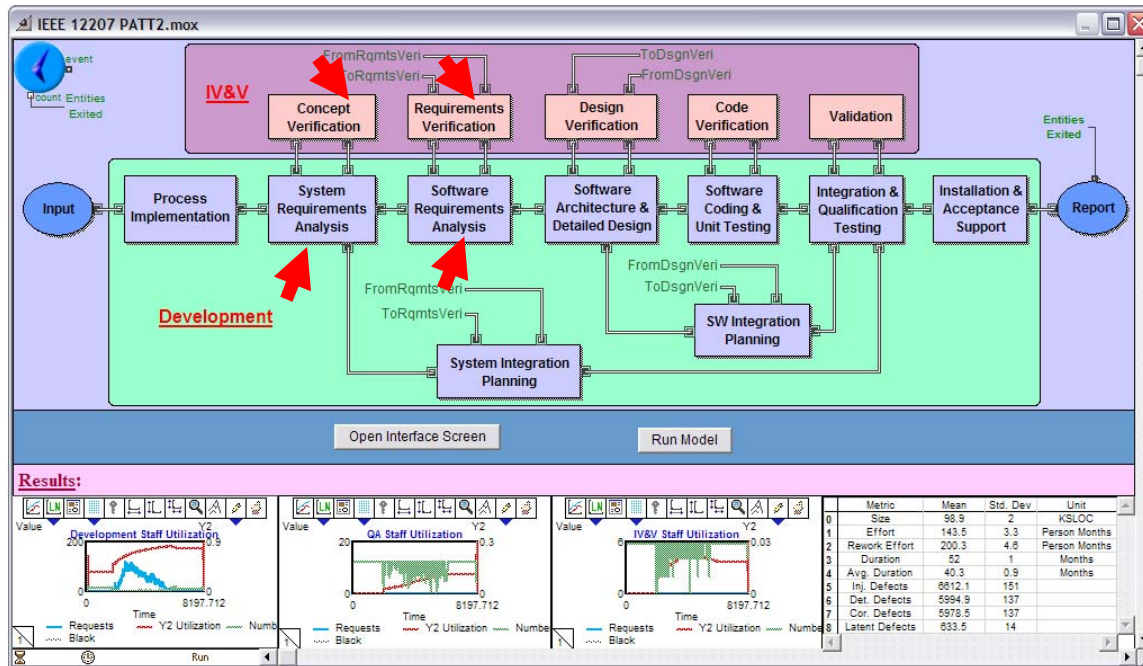 IEEE 12207 PATT2.mox
event
count Entities
Exited
IV&V
FromRqmtsVeri
ToRqmtsVeri
ToDsgnVeri
FromDsgnVeri
Concept
Verification
Requirements
Verification
Design
Verification
Code
Verification
Validation
Entities
Exited
Input
Process
Implementation
System
Requirements
Analysis
Software
Requirements
Analysis
Software
Architecture &
Detailed Design
Software
Coding &
Unit Testing
Integration &
Qualification
Testing
Installation &
Acceptance
Support
Report
Development
FromRqmtsVeri
ToRqmtsVeri
FromDsgnVeri
ToDsgnVeri
SW Integration
Planning
System Integration
Planning
Open Interface Screen
Run Model
Results:
Value
Y2
Development Staff Utilization
200
0.9
0
0
8197.712
Time
Requests
Y2 Utilization
Numbe
Black
1
Value
Y2
QA Staff Utilization
20
0.3
0
0
8197.712
Time
Requests
Y2 Utilization
Numbe
Black
1
Value
Y2
IV&V Staff Utilization
6
0.03
0
0
8197.712
Time
Requests
Y2 Utilization
Numbe
Black
1
Metric Mean Std. Dev Unit
0 Size 98.9 2 KSLOC
1 Effort 143.5 3.3 Person Months
2 Rework Effort 200.3 4.6 Person Months
3 Duration 52 1 Months
4 Avg. Duration 40.3 0.9 Months
5 Inj. Defects 6612.1 151
6 Det. Defects 5994.9 137
7 Cor. Defects 5978.5 137
8 Latent Defects 633.5 14
Run